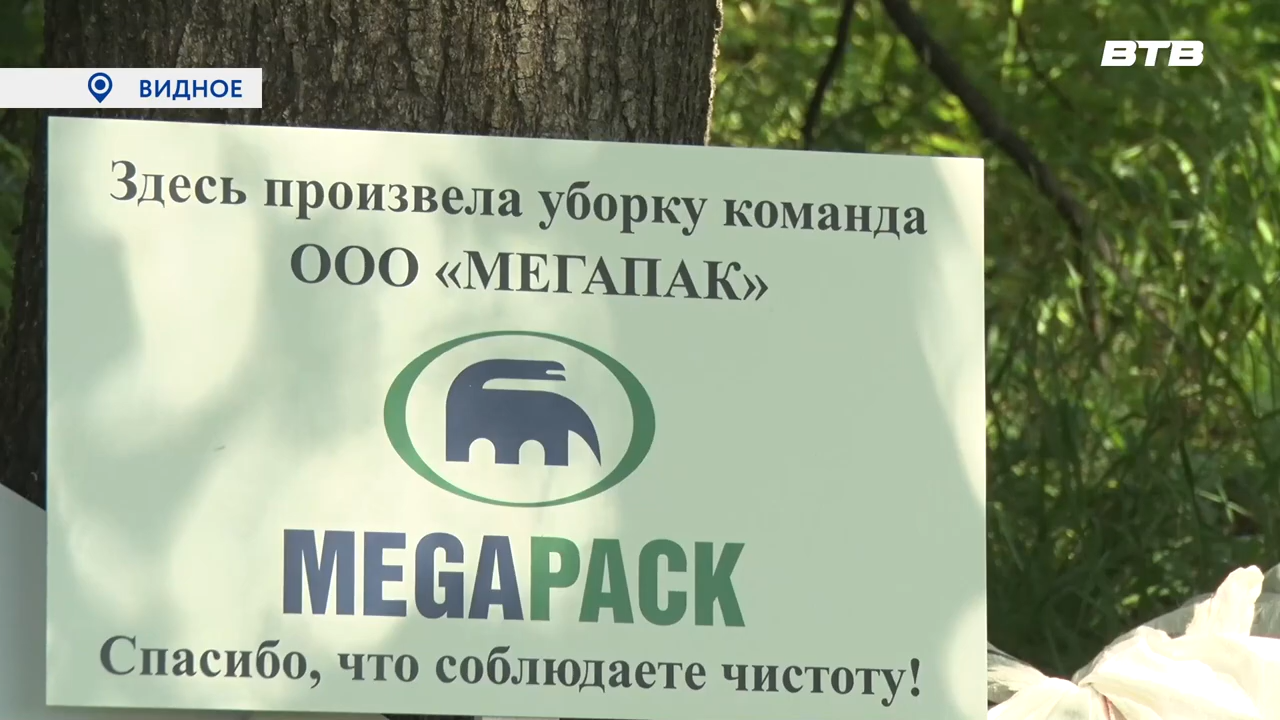 ВТВ
ВИДНОЕ
Здесь произвела уборку команда
ООО «МЕГАПАК»
MEGAPACK
Спасибо, что соблюдаете чистоту!